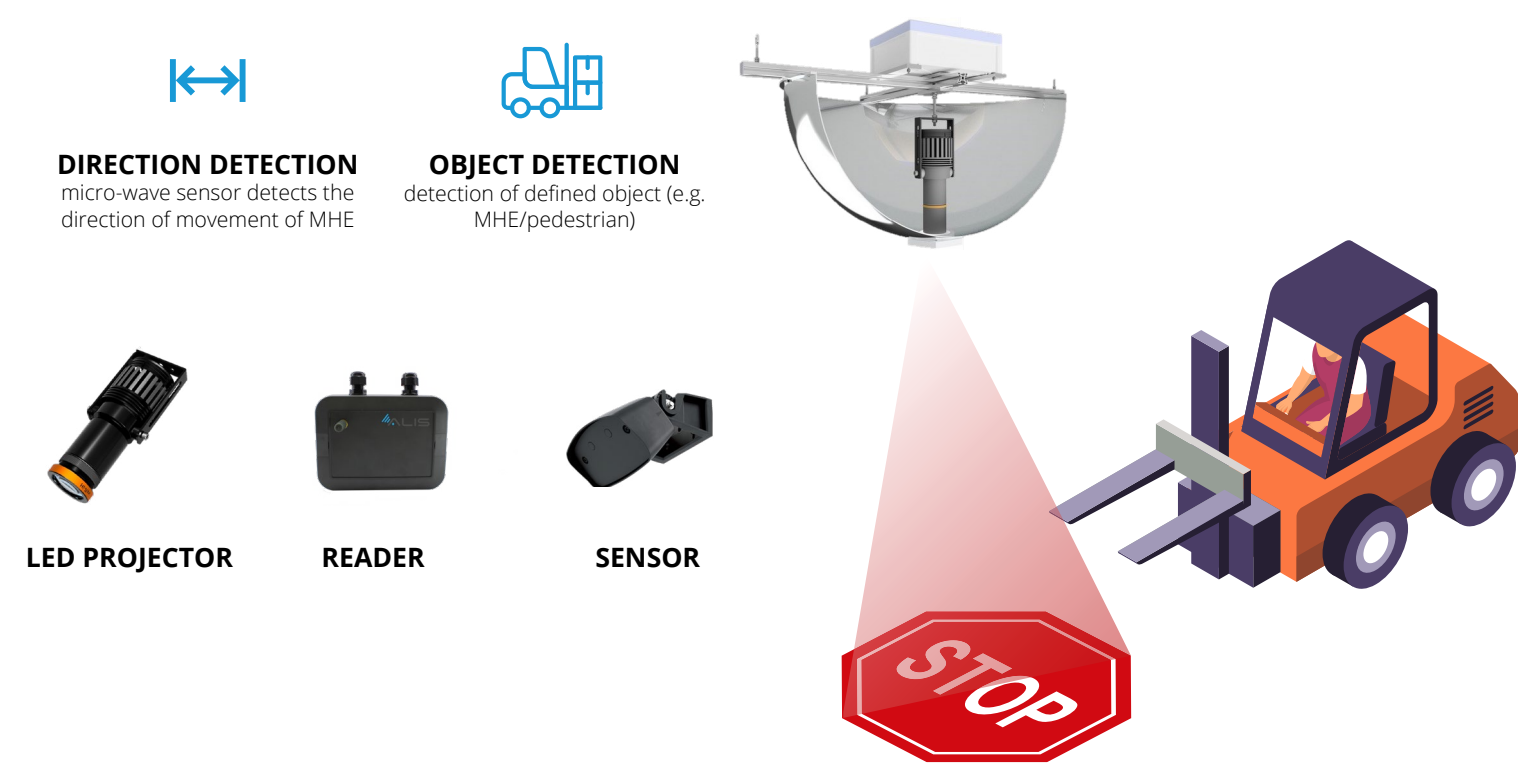 DIRECTION DETECTION
micro-wave sensor detects the
direction of movement of MHE
OBJECT DETECTION
detection of defined object (e.g.
MHE/pedestrian)
ALIS
LED PROJECTOR
READER
SENSOR
STOP